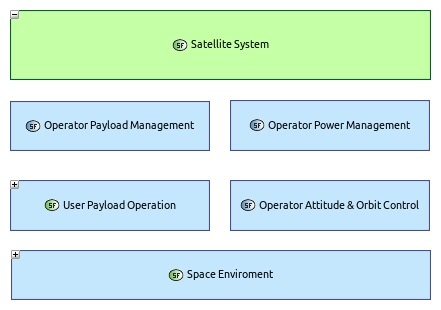 SF Satellite System
SF Operator Payload Management
SF Operator Power Management
SF User Payload Operation
SF Operator Attitude & Orbit Control
SF Space Enviroment